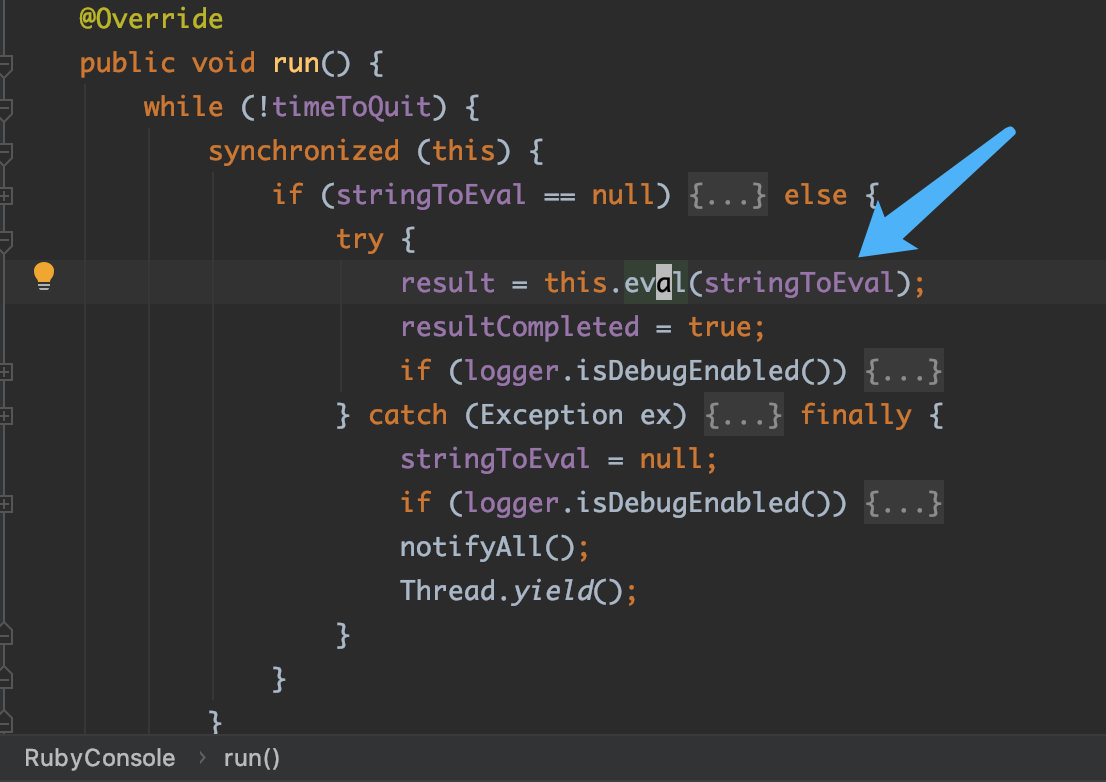 @Override
public void run() {
while (!timeToQuit) {
synchronized (this) {
if (stringToEval == null) {...} else {
try {
result = this.eval(stringToEval);
resultCompleted = true;
if (logger.isDebugEnabled()) {...}
} catch (Exception ex) {...} finally {
stringToEval = null;
if (logger.isDebugEnabled()) {...}
notifyAll();
Thread.yield();
}
}
}
RubyConsole › run()